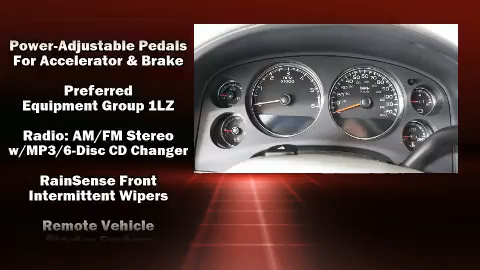 Power-Adjustable Pedals
For Accelerator & Brake
Preferred
Equipment Group 1LZ
Radio: AM/FM Stereo
w/MP3/6-Disc CD Changer
RainSense Front
Intermittent Wipers
Remote Vehicle